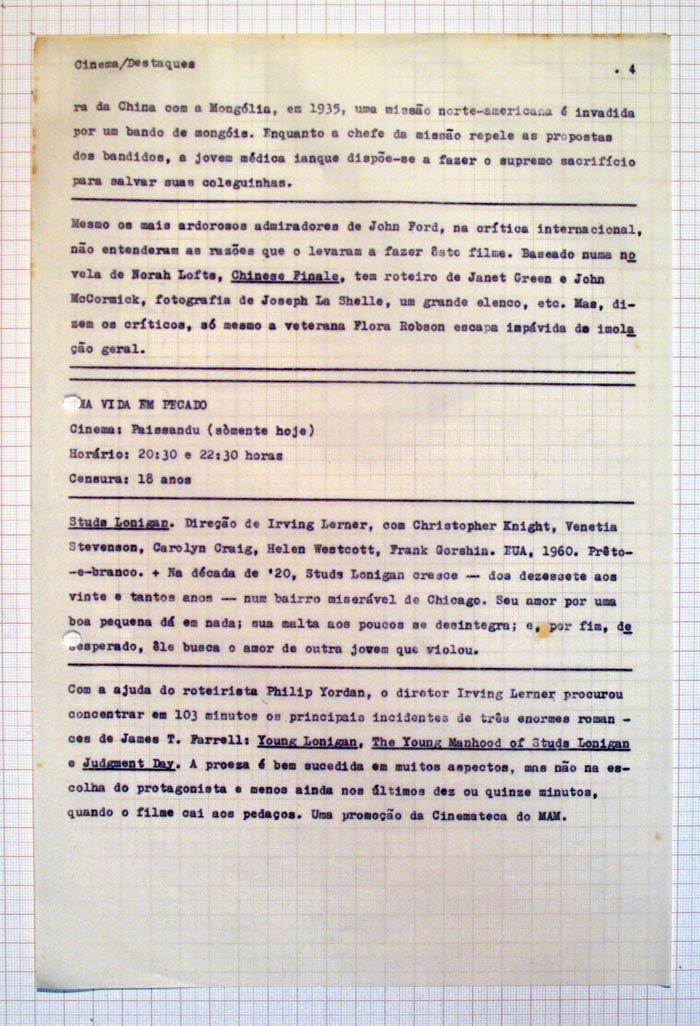 Cinema/Destaques
. 4
ra da China com a Mongólia, em 1935, uma missão norte-americana é invadida
por um bando de mongóis. Enquanto a chefe da missão repele as propostas
dos bandidos, a jovem médica ianque dispõe-se a fazer o supremo sacrifício
para salvar suas coleguinhas.
Mesmo os mais ardorosos admiradores de John Ford, na crítica internacional,
não entenderam as razões que o levaram a fazer êste filme. Baseado numa no
vela de Norah Lofts, Chinese Finale, tem roteiro de Janet Green e John
McCormick, fotografia de Joseph La Shelle, um grande elenco, etc. Mas, di-
zem os críticos, só mesmo a veterana Flora Robson escapa impávida da imola
ção geral.
MA VIDA EM PECADO
Cinema: Paissandu (sòmente hoje)
Horário: 20:30 e 22:30 horas
Censura: 18 anos
Studs Lonigan. Direção de Irving Lerner, com Christopher Knight, Venetia
Stevenson, Carolyn Craig, Helen Westcott, Frank Gorshin. EUA, 1960. Prêto-
-e-branco. + Na década de '20, Studs Lonigan cresce — dos dezessete aos
vinte e tantos anos — num bairro miserável de Chicago. Seu amor por uma
boa pequena dá em nada; sua malta aos poucos se desintegra; e, por fim, de
sesperado, êle busca o amor de outra jovem que violou.
Com a ajuda do roteirista Philip Yordan, o diretor Irving Lerner procurou
concentrar em 103 minutos os principais incidentes de três enormes roman -
ces de James T. Farrell: Young Lonigan, The Young Manhood of Studs Lonigan
e Judgment Day. A proeza é bem sucedida em muitos aspectos, mas não na es-
colha do protagonista e menos ainda nos últimos dez ou quinze minutos,
quando o filme cai aos pedaços. Uma promoção da Cinemateca do MAM.